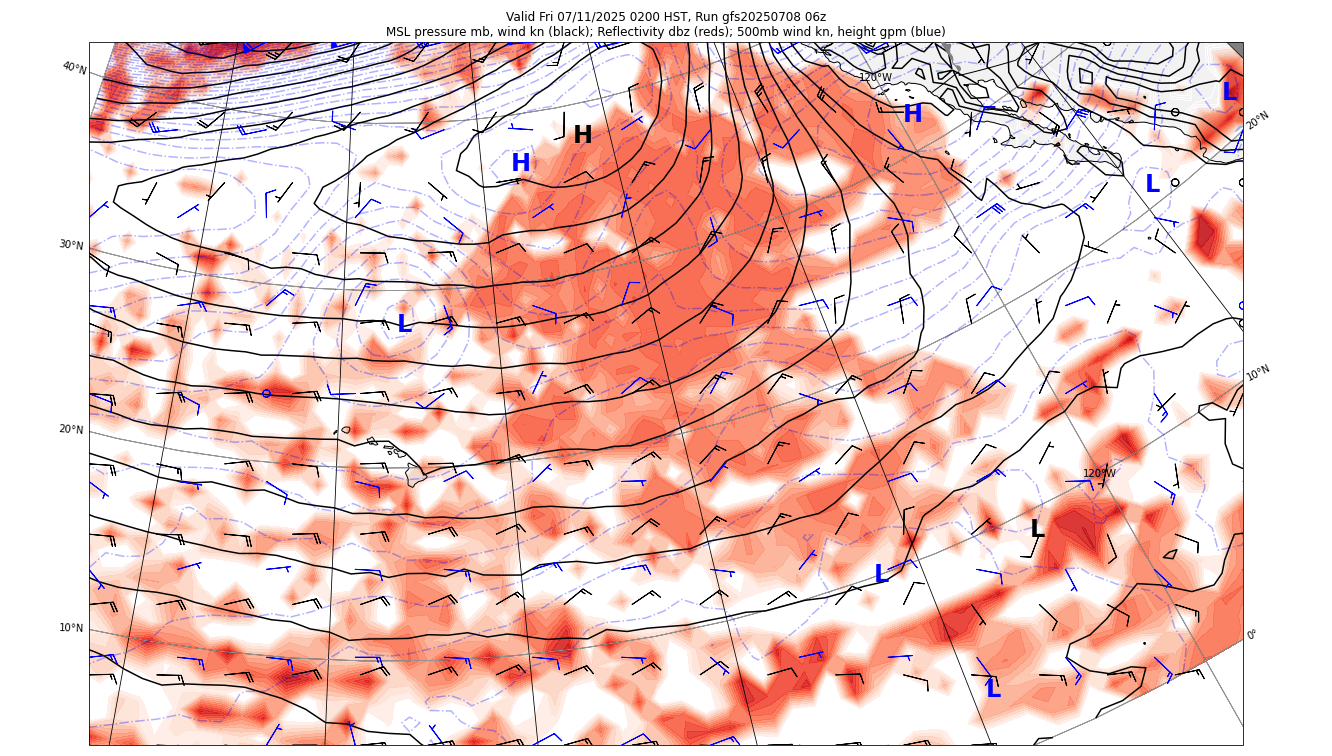 Valid Fri 07/11/2025 0200 HST, Run gfs20250708 06z
MSL pressure mb, wind kn (black); Reflectivity dbz (reds); 500mb wind kn, height gpm (blue)
40°N
120°W
L
H
20°N
H
H
L
30°N
L
10°N
20°N
120°W
L
L
10°N
0°
L